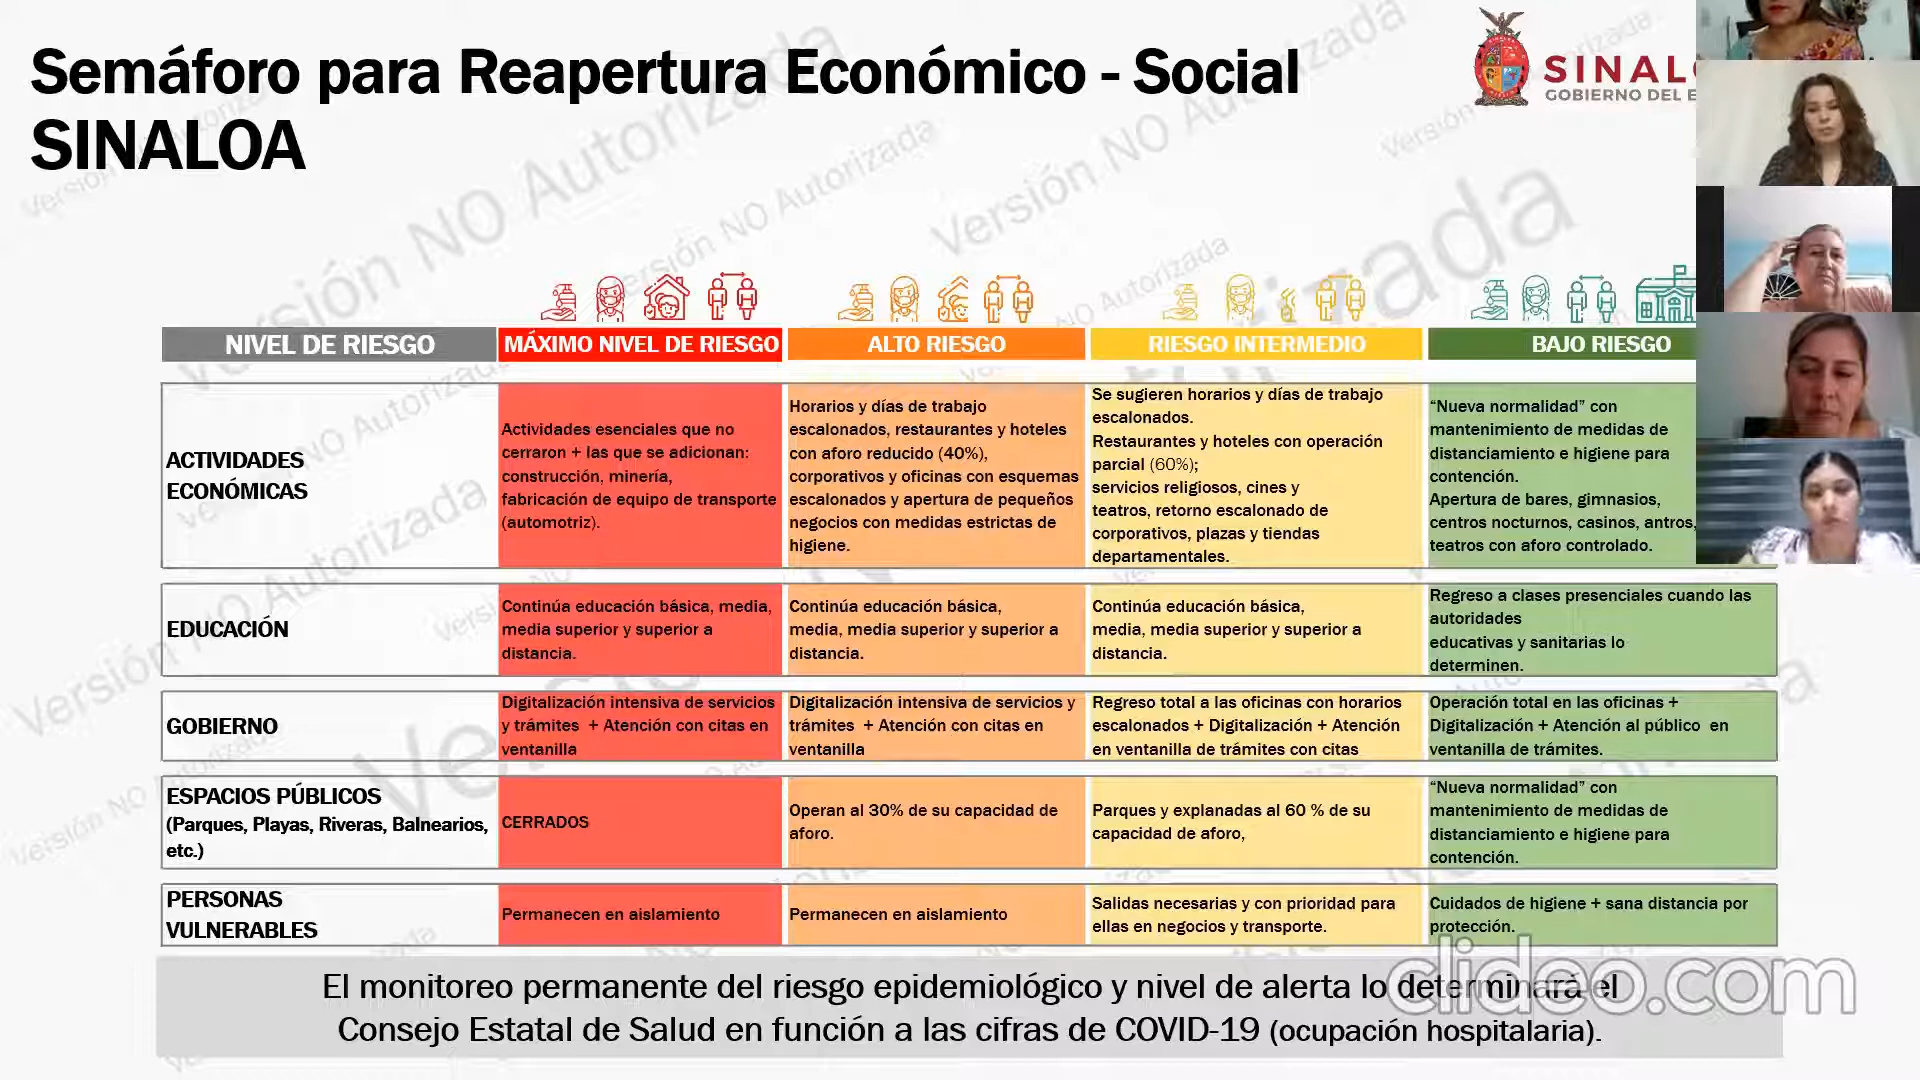 Semáforo para Reapertura Económico - Social
SINALOA
SINAL
GOBIERNO DEL E
NIVEL DE RIESGO
MÁXIMO NIVEL DE RIESGO
ALTO RIESGO
RIESGO INTERMEDIO
BAJO RIESGO
ACTIVIDADES
ECONÓMICAS
Actividades esenciales que no
cerraron + las que se adicionan:
construcción, minería,
fabricación de equipo de transporte
(automotriz).
Horarios y días de trabajo
escalonados, restaurantes y hoteles
con aforo reducido (40%),
corporativos y oficinas con esquemas
escalonados y apertura de pequeños
negocios con medidas estrictas de
higiene.
Se sugieren horarios y días de trabajo
escalonados.
Restaurantes y hoteles con operación
parcial (60%);
servicios religiosos, cines y
teatros, retorno escalonado de
corporativos, plazas y tiendas
departamentales.
“Nueva normalidad” con
mantenimiento de medidas de
distanciamiento e higiene para
contención.
Apertura de bares, gimnasios,
centros nocturnos, casinos, antros,
teatros con aforo controlado.
EDUCACIÓN
Continúa educación básica, media,
media superior y superior a
distancia.
Continúa educación básica,
media, media superior y superior a
distancia.
Continúa educación básica,
media, media superior y superior a
distancia.
Regreso a clases presenciales cuando las
autoridades
educativas y sanitarias lo
determinen.
GOBIERNO
Digitalización intensiva de servicios
y trámites + Atención con citas en
ventanilla
Digitalización intensiva de servicios y
trámites + Atención con citas en
ventanilla
Regreso total a las oficinas con horarios
escalonados + Digitalización + Atención
en ventanilla de trámites con citas
Operación total en las oficinas +
Digitalización + Atención al público en
ventanilla de trámites.
ESPACIOS PÚBLICOS
(Parques, Playas, Riveras, Balnearios,
etc.)
CERRADOS
Operan al 30% de su capacidad de
aforo.
Parques y explanadas al 60 % de su
capacidad de aforo,
“Nueva normalidad” con
mantenimiento de medidas de
distanciamiento e higiene para
contención.
PERSONAS
VULNERABLES
Permanecen en aislamiento
Permanecen en aislamiento
Salidas necesarias y con prioridad para
ellas en negocios y transporte.
Cuidados de higiene + sana distancia por
protección.
El monitoreo permanente del riesgo epidemiológico y nivel de alerta lo determinará el
Consejo Estatal de Salud en función a las cifras de COVID-19 (ocupación hospitalaria).
clideo.com
Versión NO Autorizada
Versión NO Autorizada
Versión NO Autorizada